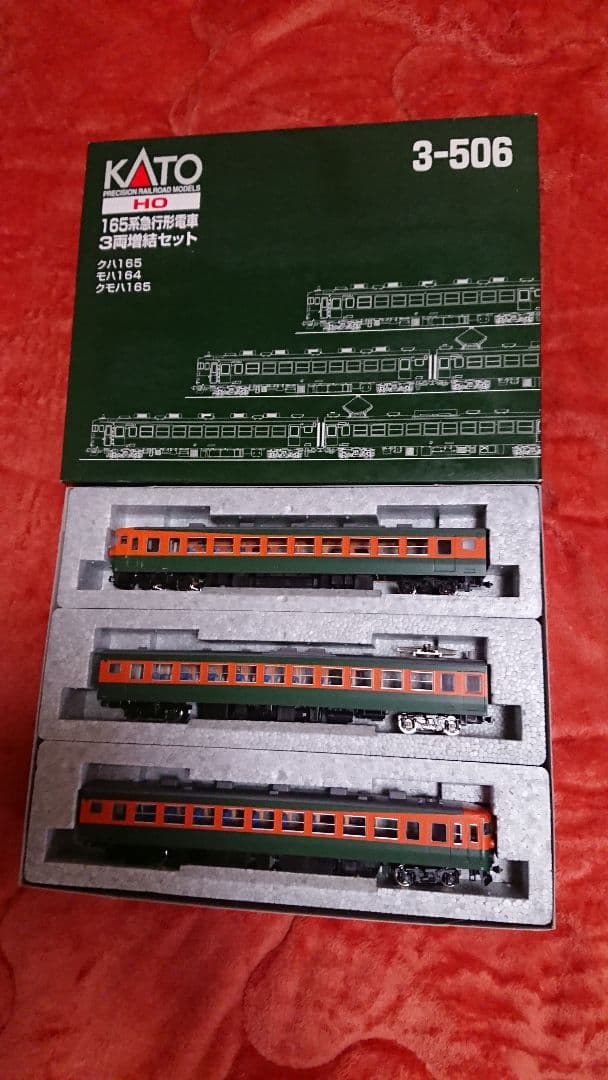 KATO
PRECISION RAILROAD MODELS
HO
3-506
165系急行形電車
3両増結セット
クハ165
モハ164
クモハ165